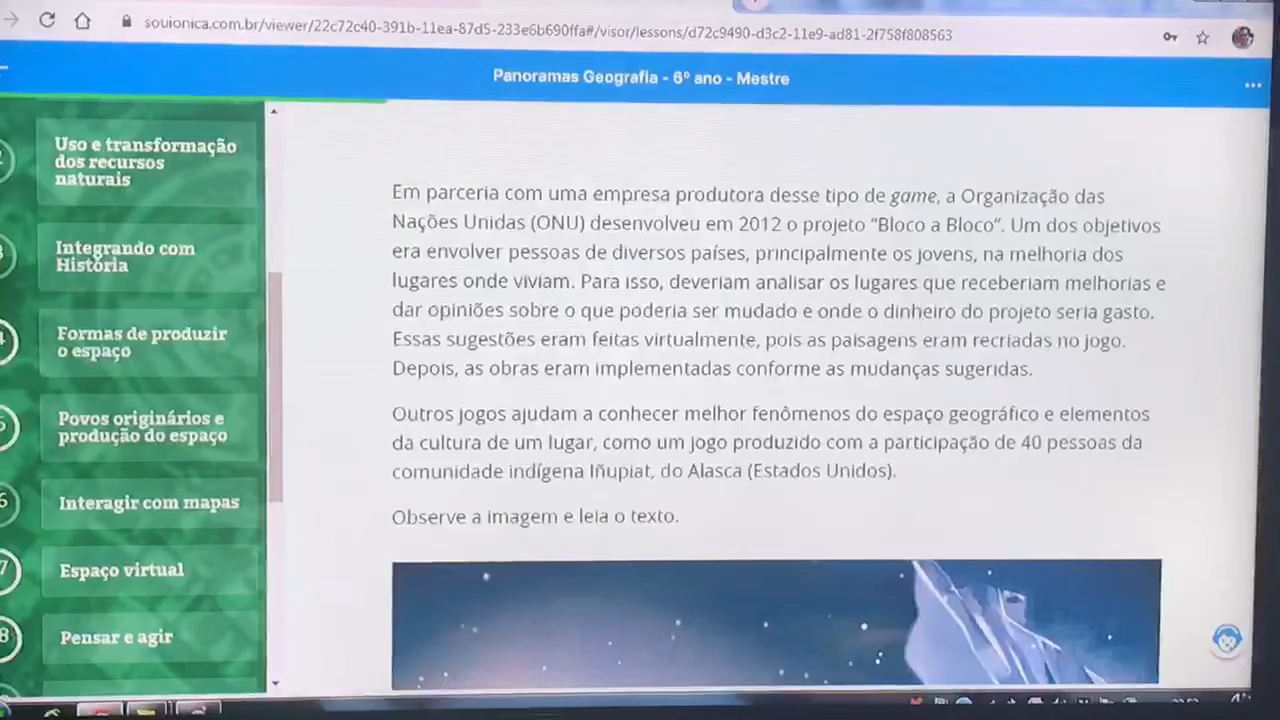 souionica.com.br/viewer/22c72c40-391b-11ea-87d5-233e6b690ffa#/visor/lessons/d72c9490-d3c2-11e9-ad81-2f758f808563
Panoramas Geografia - 6º ano - Mestre
Uso e transformação
dos recursos
naturais
Integrando com
História
Formas de produzir
o espaço
Povos originários e
produção do espaço
6
Interagir com mapas
7
Espaço virtual
8
Pensar e agir
Em parceria com uma empresa produtora desse tipo de game, a Organização das
Nações Unidas (ONU) desenvolveu em 2012 o projeto “Bloco a Bloco”. Um dos objetivos
era envolver pessoas de diversos países, principalmente os jovens, na melhoria dos
lugares onde viviam. Para isso, deveriam analisar os lugares que receberiam melhorias e
dar opiniões sobre o que poderia ser mudado e onde o dinheiro do projeto seria gasto.
Essas sugestões eram feitas virtualmente, pois as paisagens eram recriadas no jogo.
Depois, as obras eram implementadas conforme as mudanças sugeridas.
Outros jogos ajudam a conhecer melhor fenômenos do espaço geográfico e elementos
da cultura de um lugar, como um jogo produzido com a participação de 40 pessoas da
comunidade indígena Iñupiat, do Alasca (Estados Unidos).
Observe a imagem e leia o texto.